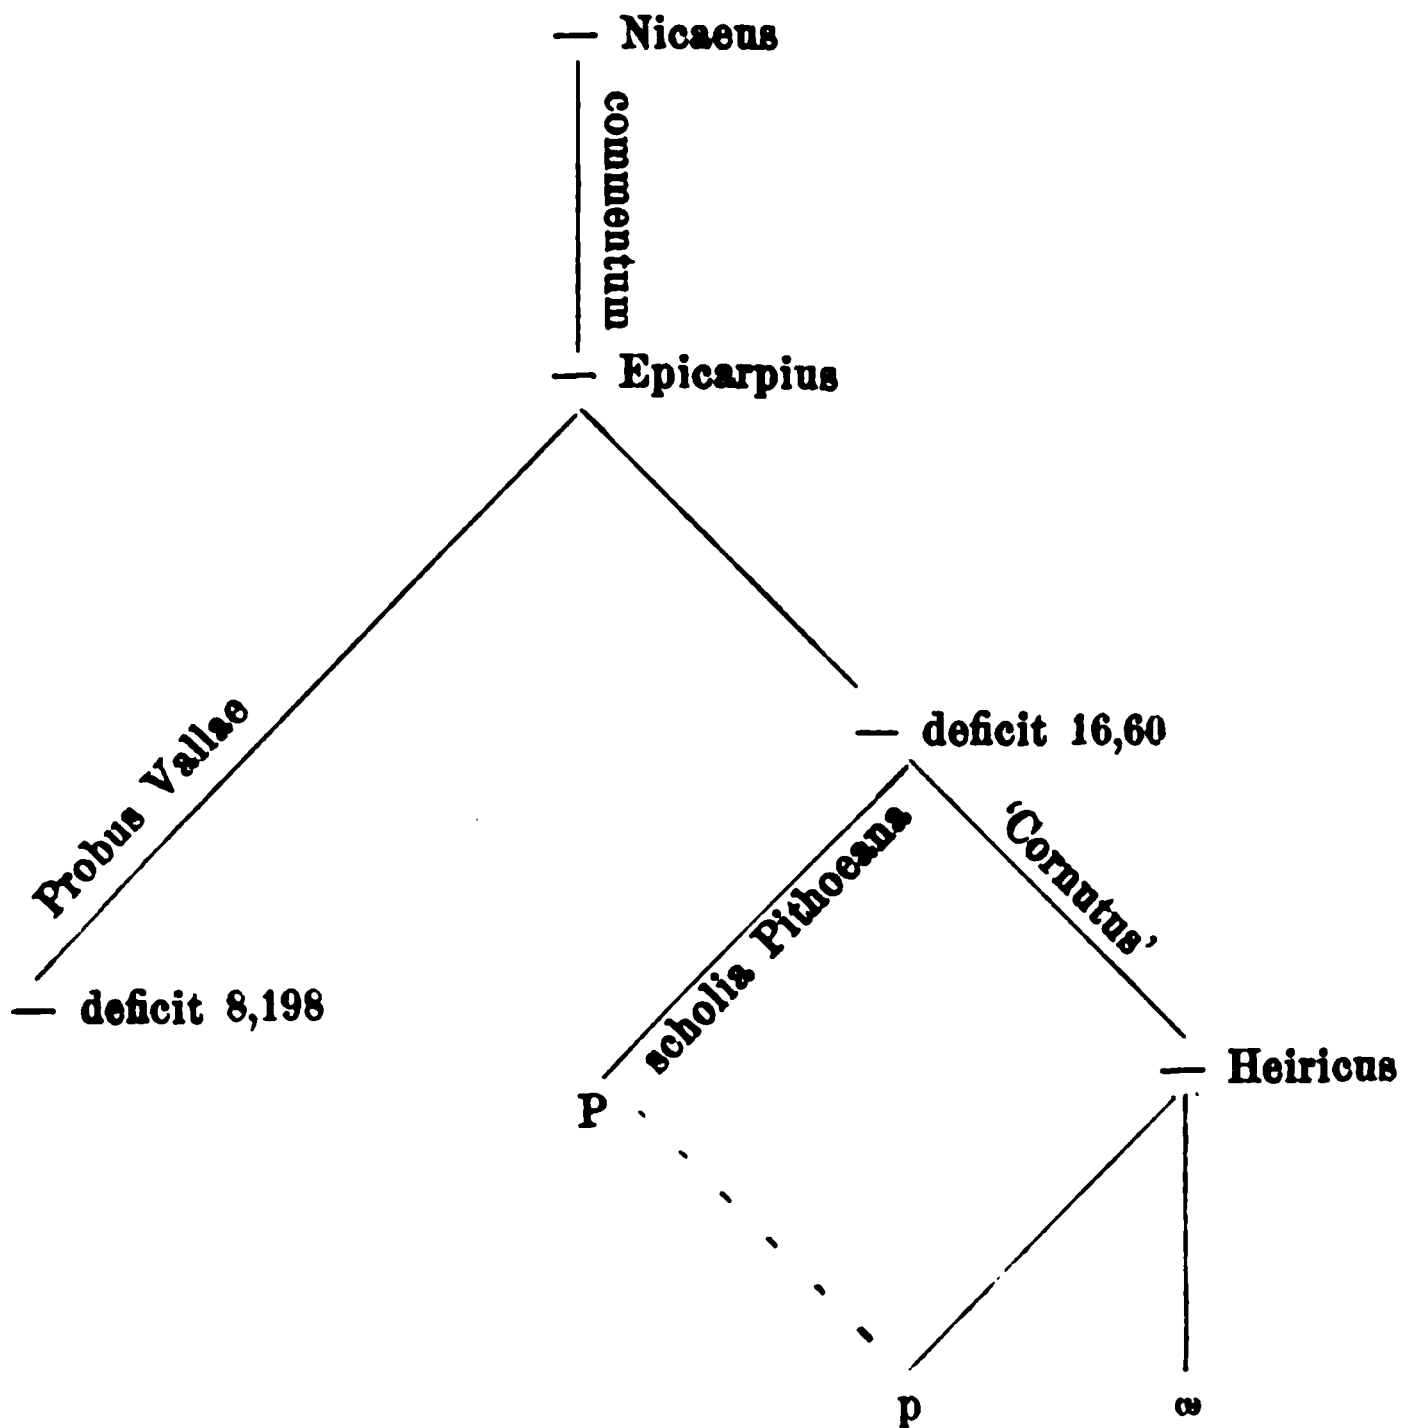 — Nicaeus
commentum
— Epicarpius
Probus Vallae
— deficit 16,60
scholia Pithoeana
‘Cornutus’
— deficit 8,198
— Heiricus
P
p
ω